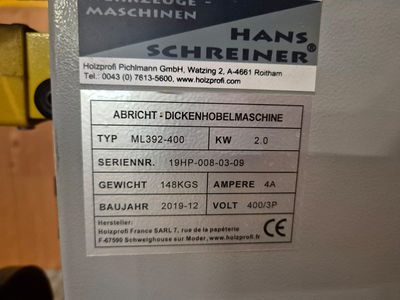 MASCHINEN
HANS
SCHREINER®
Holzprofi Pichlmann GmbH, Watzing 2, A-4661 Roitham
Tel.: 0043 (0) 7613-5600, www.holzprofi.com
ABRICHT - DICKENHOBELMASCHINE
TYP ML392-400 KW 2.0
SERIENNR. 19HP-008-03-09
GEWICHT 148KGS AMPERE 4A
BAUJAHR 2019-12 VOLT 400/3P
Hersteller:
Holzprofi France SARL 7, rue de la papéterie
F-67590 Schweighouse sur Moder, www.holzprofi.fr
CE